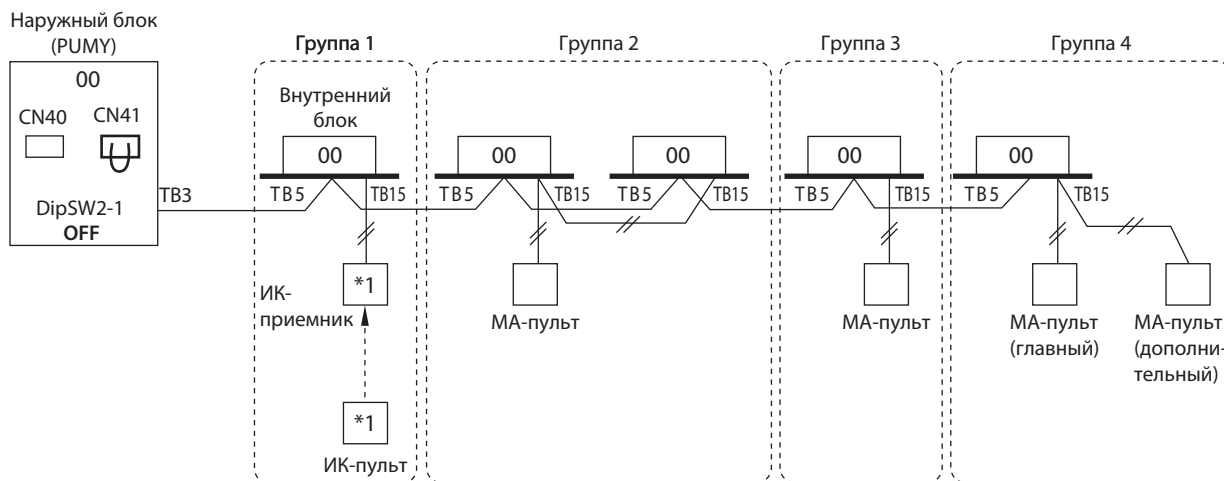 Наружный блок
(PUMY)
00
CN40
CN41
DipSW2-1
OFF
TB3
Группа 1
Внутренний
блок
00
TB5
TB15
*1
ИК-
приемник
*1
ИК-пульт
Группа 2
00
00
TB5
TB15
TB5
TB15
МА-пульт
Группа 3
00
TB5
TB15
МА-пульт
Группа 4
00
TB5
TB15
МА-пульт
(главный)
МА-пульт
(дополни-
тельный)